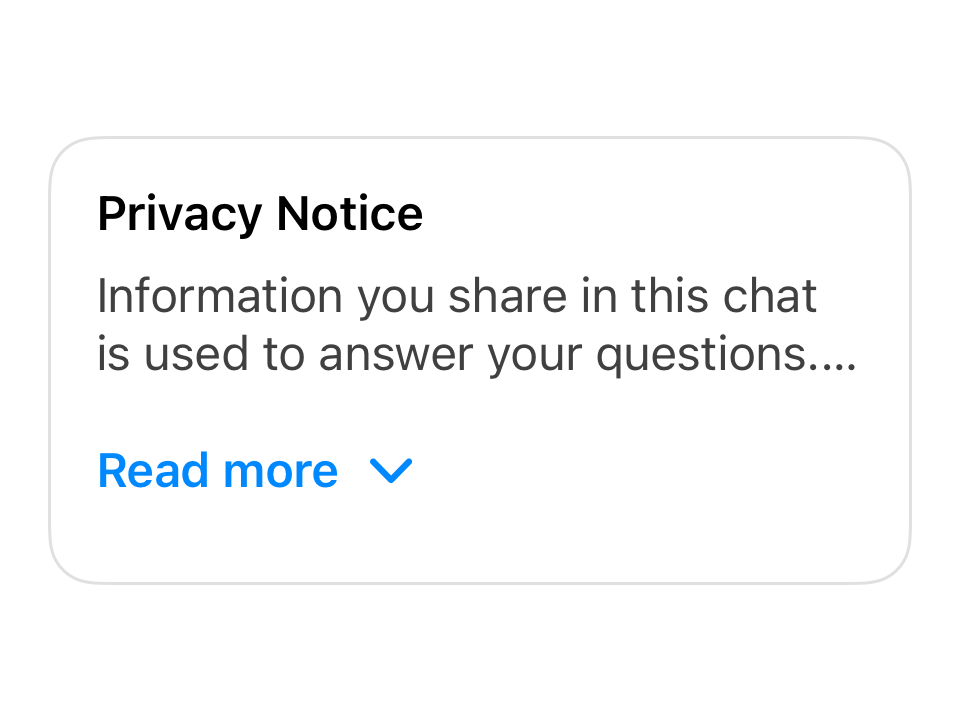 Privacy Notice
Information you share in this chat
is used to answer your questions....
Read more